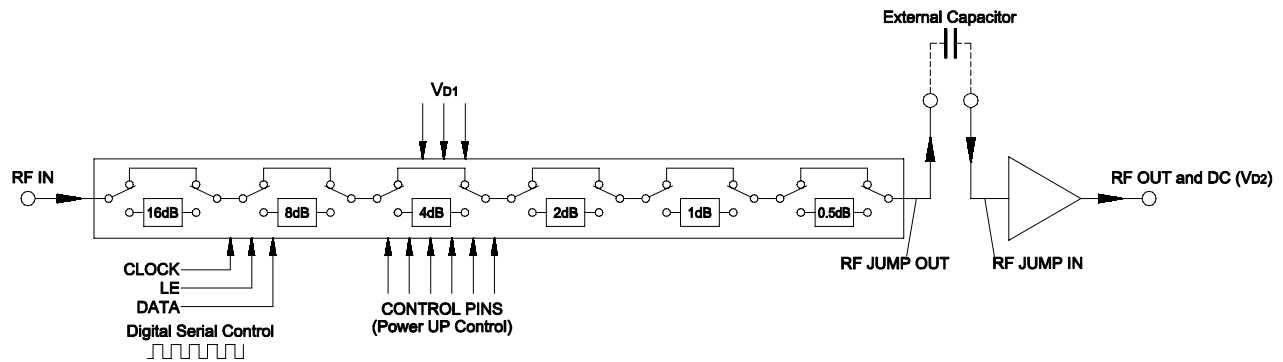 External Capacitor
VD1
RF IN
16dB
8dB
4dB
2dB
1dB
0.5dB
RF OUT and DC (VD2)
CLOCK
LE
DATA
Digital Serial Control
CONTROL PINS
(Power UP Control)
RF JUMP OUT
RF JUMP IN